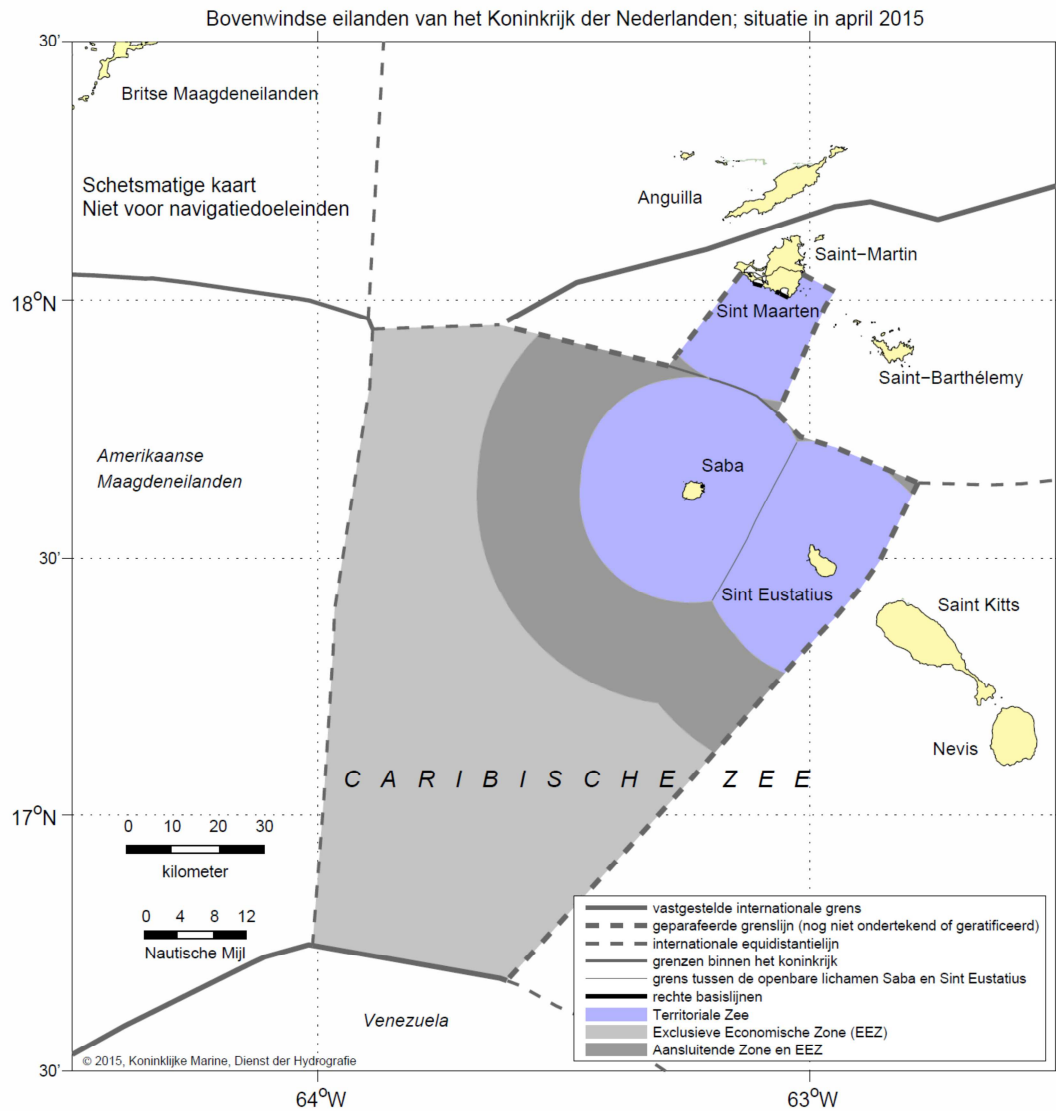 Bovenwindse eilanden van het Koninkrijk der Nederlanden; situatie in april 2015
30'
Britse Maagdeneilanden
Schetsmatige kaart
Niet voor navigatiedoeleinden
Anguilla
Saint-Martin
18°N
Sint Maarten
Saint-Barthélemy
Amerikaanse
Maagdeneilanden
Saba
30'
Sint Eustatius
Saint Kitts
Nevis
CARIBISCHE ZEE
17°N
0 10 20 30
kilometer
0 4 8 12
Nautische Mijl
vastgestelde internationale grens
geparafeerde grenslijn (nog niet ondertekend of geratificeerd)
internationale equidistantielijn
grenzen binnen het koninkrijk
grens tussen de openbare lichamen Saba en Sint Eustatius
rechte basislijnen
Territoriale Zee
Exclusieve Economische Zone (EEZ)
Aansluitende Zone en EEZ
Venezuela
© 2015, Koninklijke Marine, Dienst der Hydrografie
30'
64°W
63°W